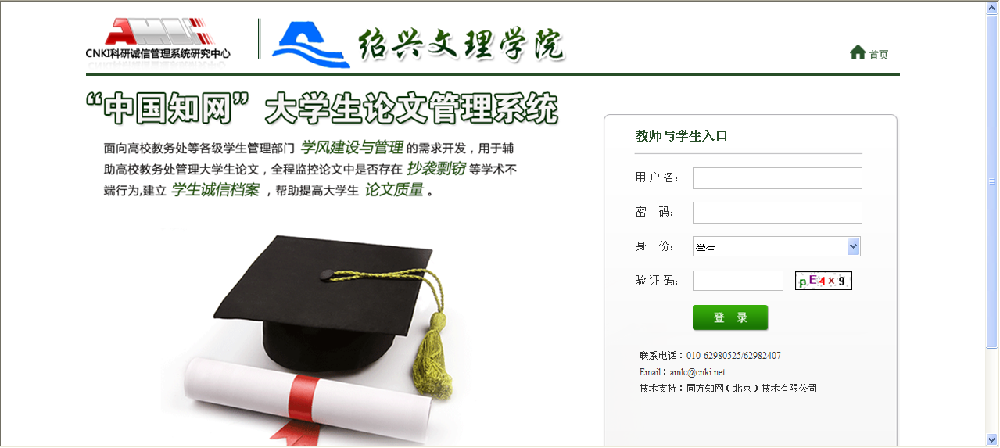 AMLC
CNKI科研诚信管理系统研究中心
绍兴文理学院
首页
“中国知网” 大学生论文管理系统
面向高校教务处等各级学生管理部门 学风建设与管理 的需求开发，用于辅
助高校教务处管理大学生论文，全程监控论文中是否存在 抄袭剽窃 等学术不
端行为,建立 学生诚信档案 ，帮助提高大学生 论文质量 。
教师与学生入口
用 户 名：
密 码：
身 份： 学生
验 证 码： pE4x9
登 录
联系电话：010-62980525/62982407
Email：amlc@cnki.net
技术支持：同方知网（北京）技术有限公司